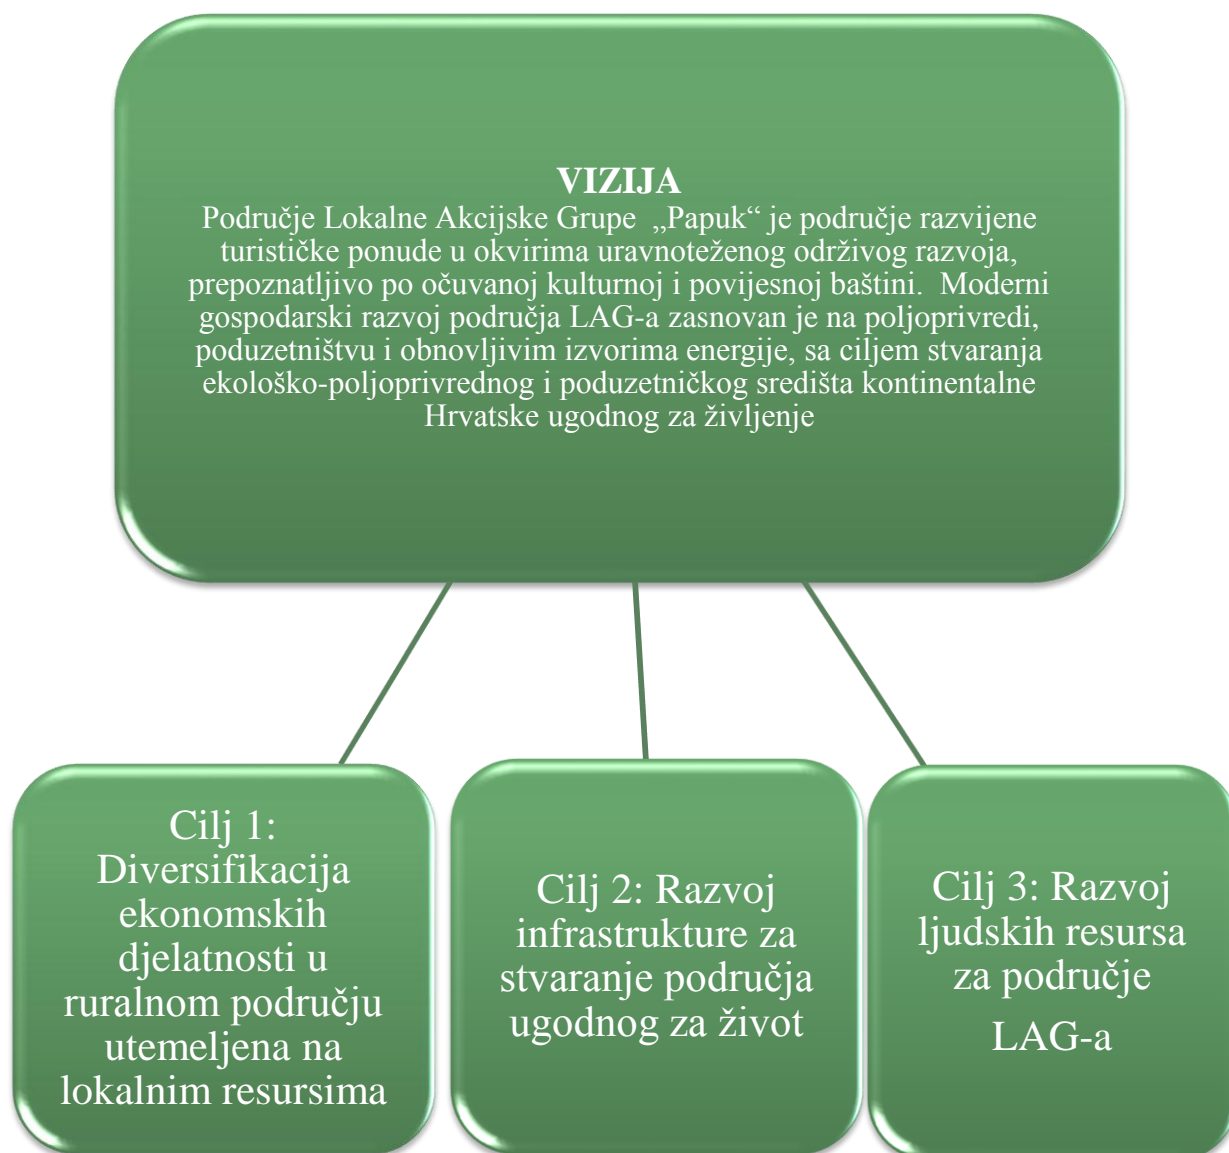 VIZIJA
Područje Lokalne Akcijske Grupe „Papuk“ je područje razvijene
turističke ponude u okvirima uravnoteženog održivog razvoja,
prepoznatljivo po očuvanoj kulturnoj i povijesnoj baštini. Moderni
gospodarski razvoj područja LAG-a zasnovan je na poljoprivredi,
poduzetništvu i obnovljivim izvorima energije, sa ciljem stvaranja
ekološko-poljoprivrednog i poduzetničkog središta kontinentalne
Hrvatske ugodnog za življenje
Cilj 1:
Diversifikacija
ekonomskih
djelatnosti u
ruralnom području
utemeljena na
lokalnim resursima
Cilj 2: Razvoj
infrastrukture za
stvaranje područja
ugodnog za život
Cilj 3: Razvoj
ljudskih resursa
za područje
LAG-a